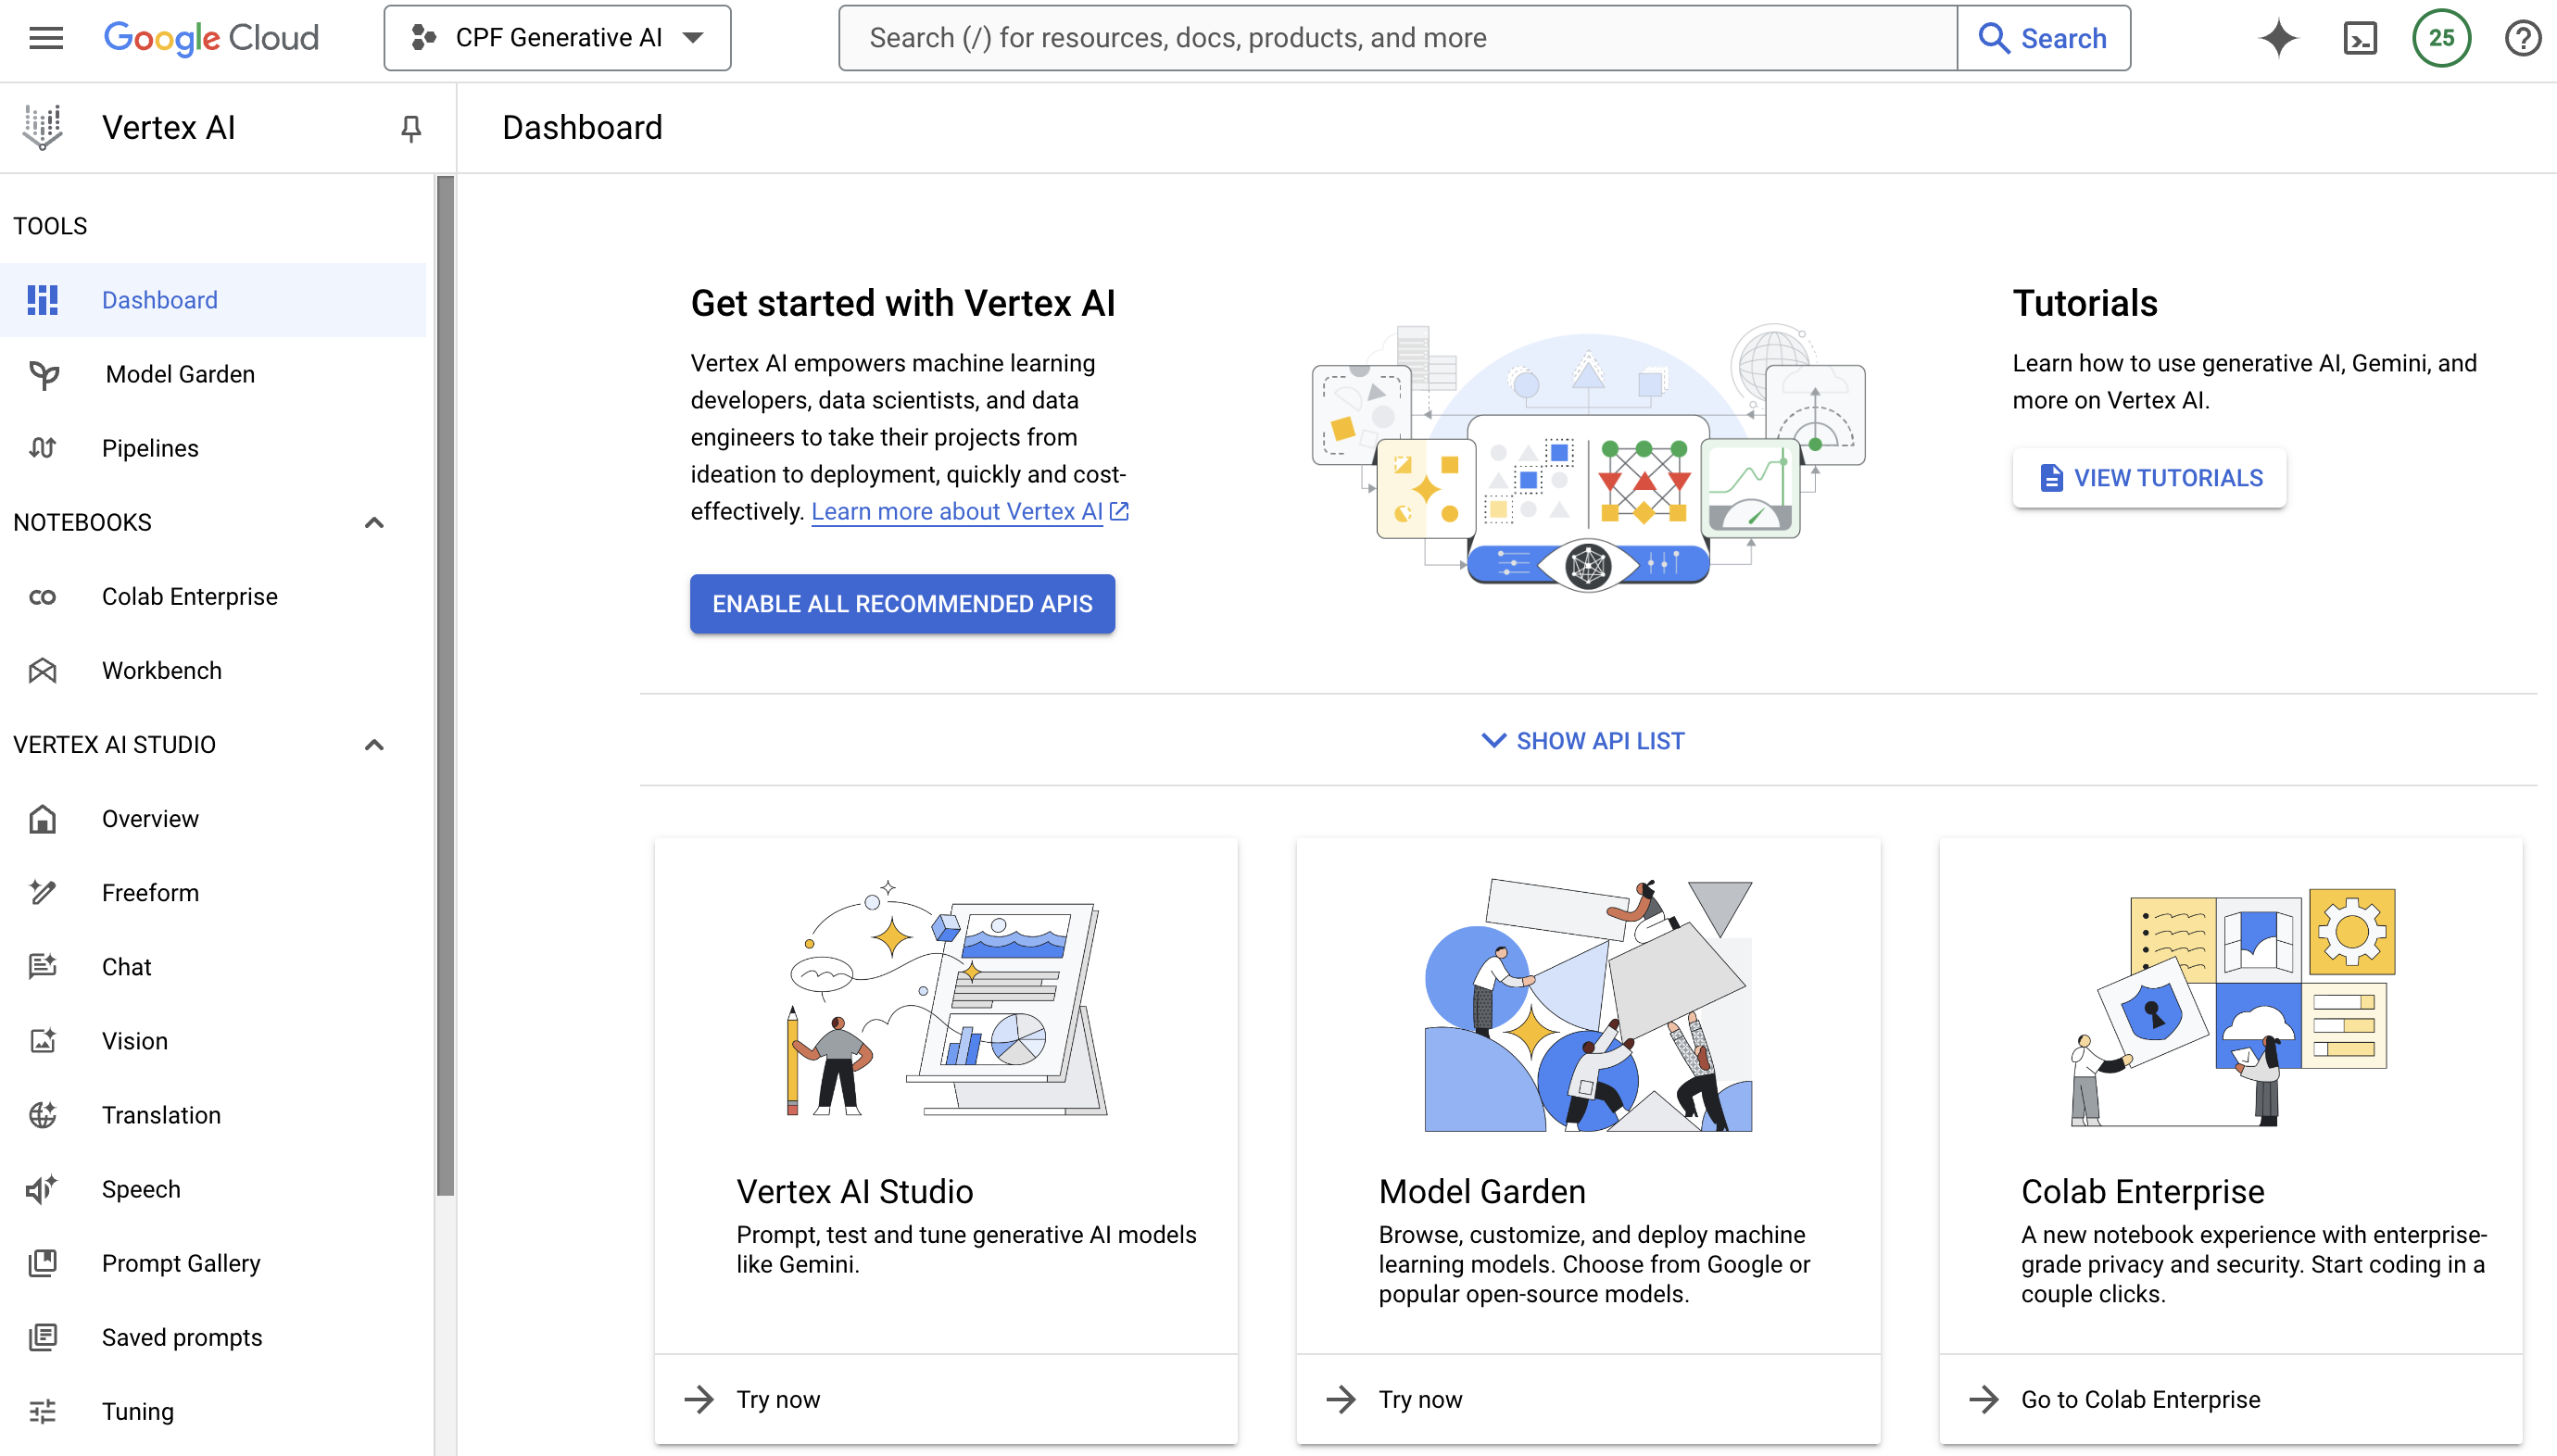 Google Cloud
CPF Generative AI
Search (/) for resources, docs, products, and more
Search
25
Vertex AI
Dashboard
TOOLS
Dashboard
Model Garden
Pipelines
NOTEBOOKS
Colab Enterprise
Workbench
VERTEX AI STUDIO
Overview
Freeform
Chat
Vision
Translation
Speech
Prompt Gallery
Saved prompts
Tuning
Get started with Vertex AI
Vertex AI empowers machine learning
developers, data scientists, and data
engineers to take their projects from
ideation to deployment, quickly and cost-
effectively. Learn more about Vertex AI
ENABLE ALL RECOMMENDED APIS
Tutorials
Learn how to use generative AI, Gemini, and
more on Vertex AI.
VIEW TUTORIALS
SHOW API LIST
Vertex AI Studio
Prompt, test and tune generative AI models
like Gemini.
Try now
Model Garden
Browse, customize, and deploy machine
learning models. Choose from Google or
popular open-source models.
Try now
Colab Enterprise
A new notebook experience with enterprise-
grade privacy and security. Start coding in a
couple clicks.
Go to Colab Enterprise